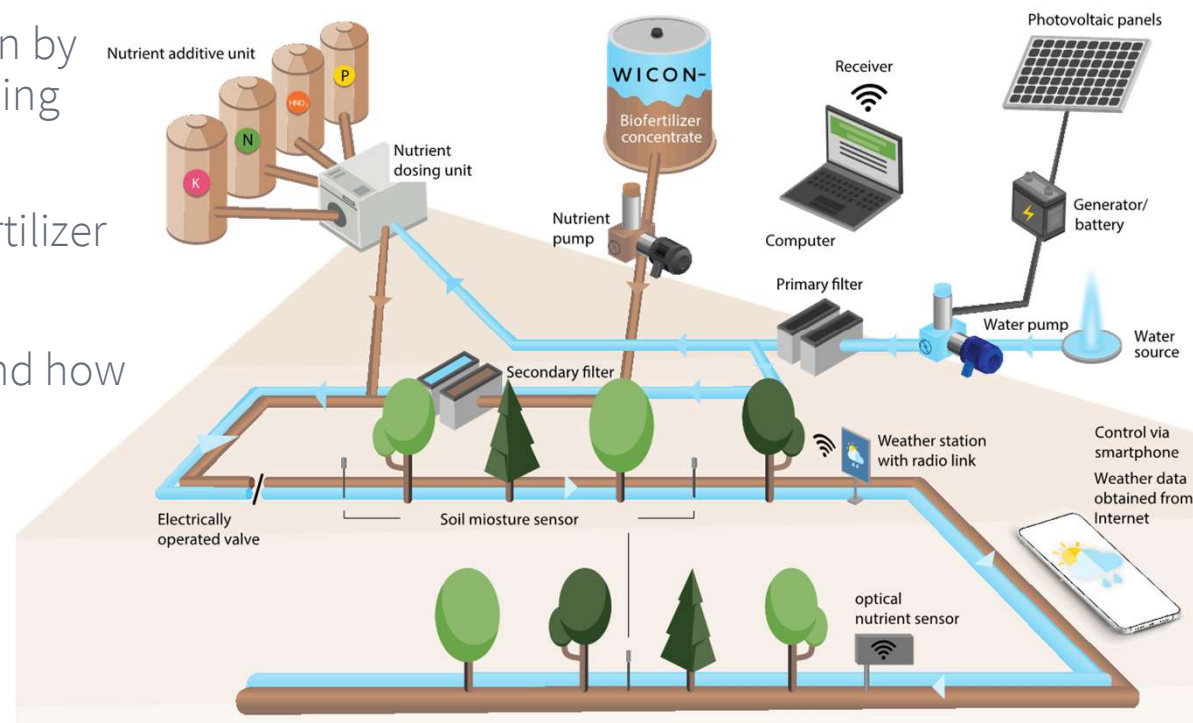 n by
ing
rtilizer
nd how
Nutrient additive unit
K
N
HNO3
P
Nutrient
dosing unit
WICON-
Biofertilizer
concentrate
Nutrient
pump
Receiver
Computer
Photovoltaic panels
Generator/
battery
Primary filter
Water pump
Water
source
Secondary filter
Weather station
with radio link
Control via
smartphone
Weather data
obtained from
Internet
Electrically
operated valve
Soil miosture sensor
optical
nutrient sensor